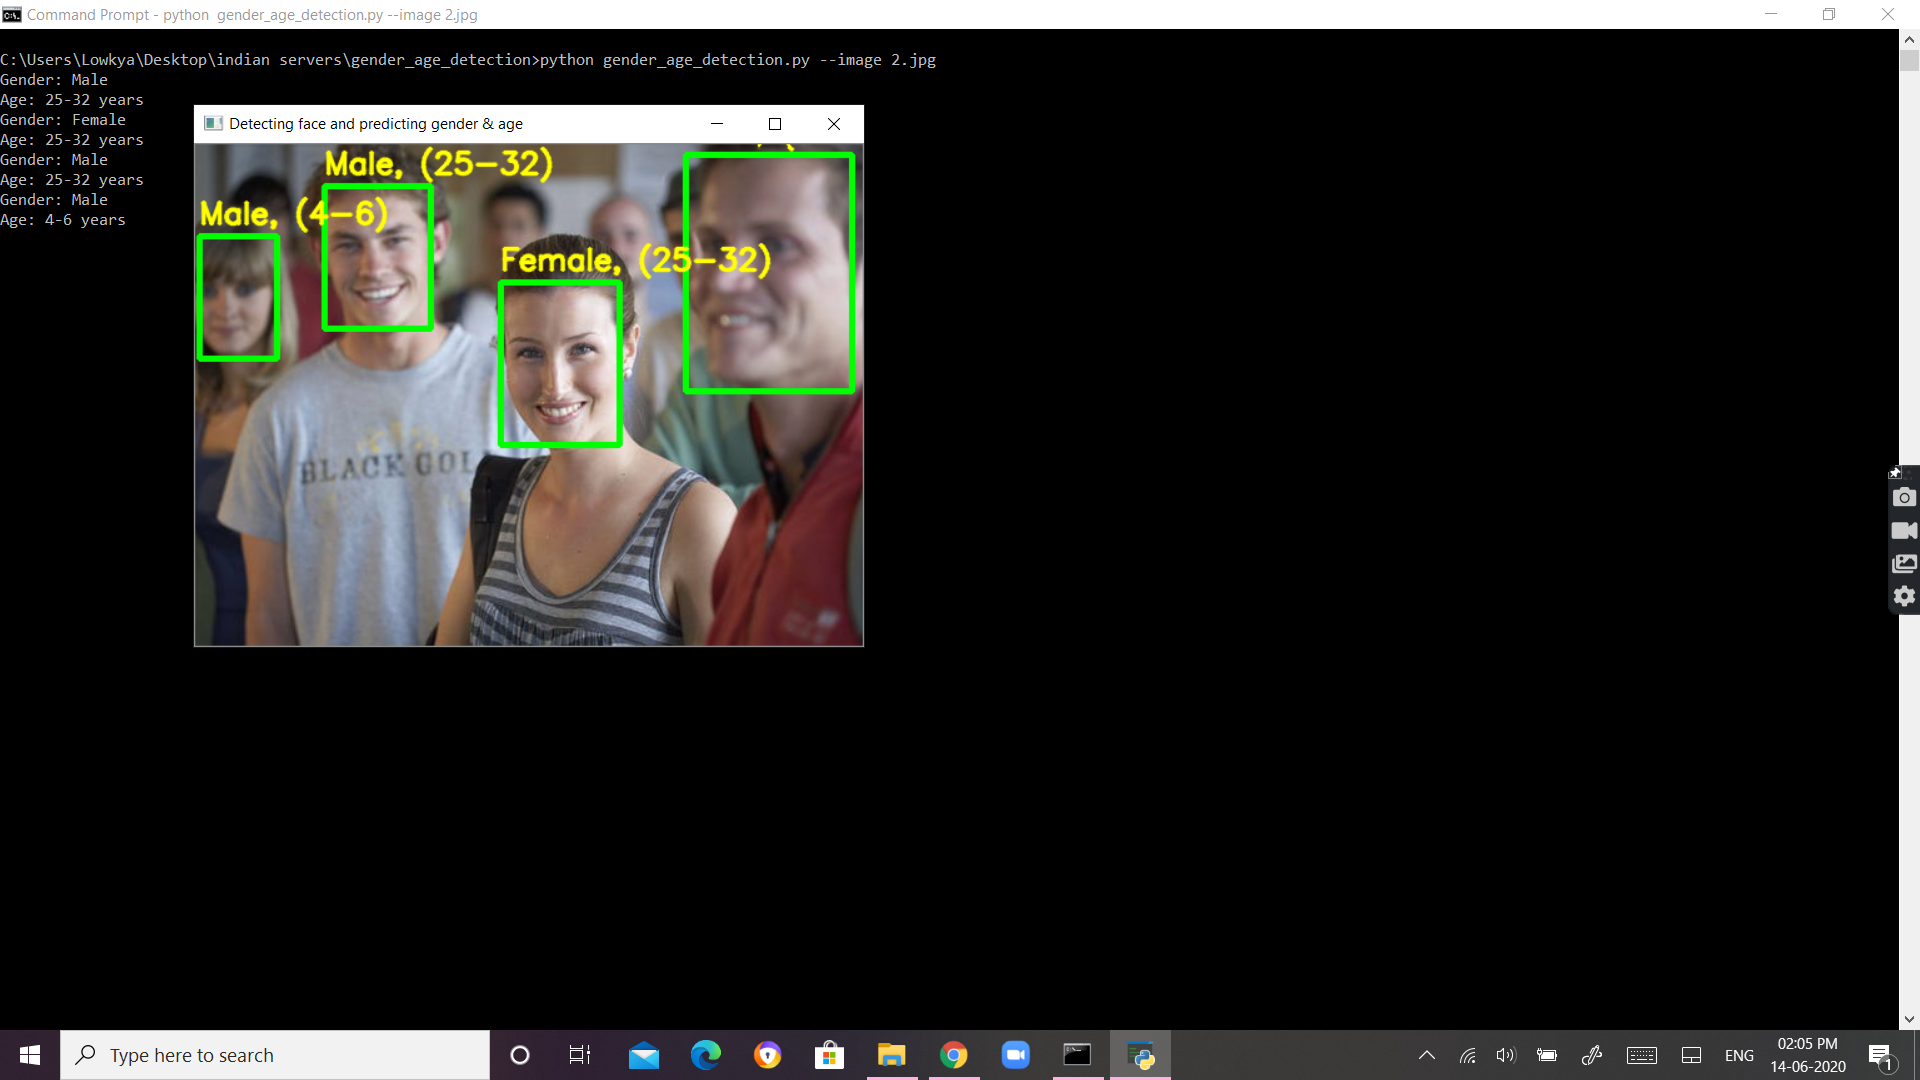 Command Prompt - python  gender_age_detection.py --image 2.jpg
C:\Users\Lowkya\Desktop\indian servers\gender_age_detection>python gender_age_detection.py --image 2.jpg
Gender: Male
Age: 25-32 years
Gender: Female
Age: 25-32 years
Gender: Male
Age: 25-32 years
Gender: Male
Age: 4-6 years
Detecting face and predicting gender & age
Male, (25-32)
Male, (4-6)
Female, (25-32)
BLACK GOL
Type here to search
ENG
02:05 PM
14-06-2020
1